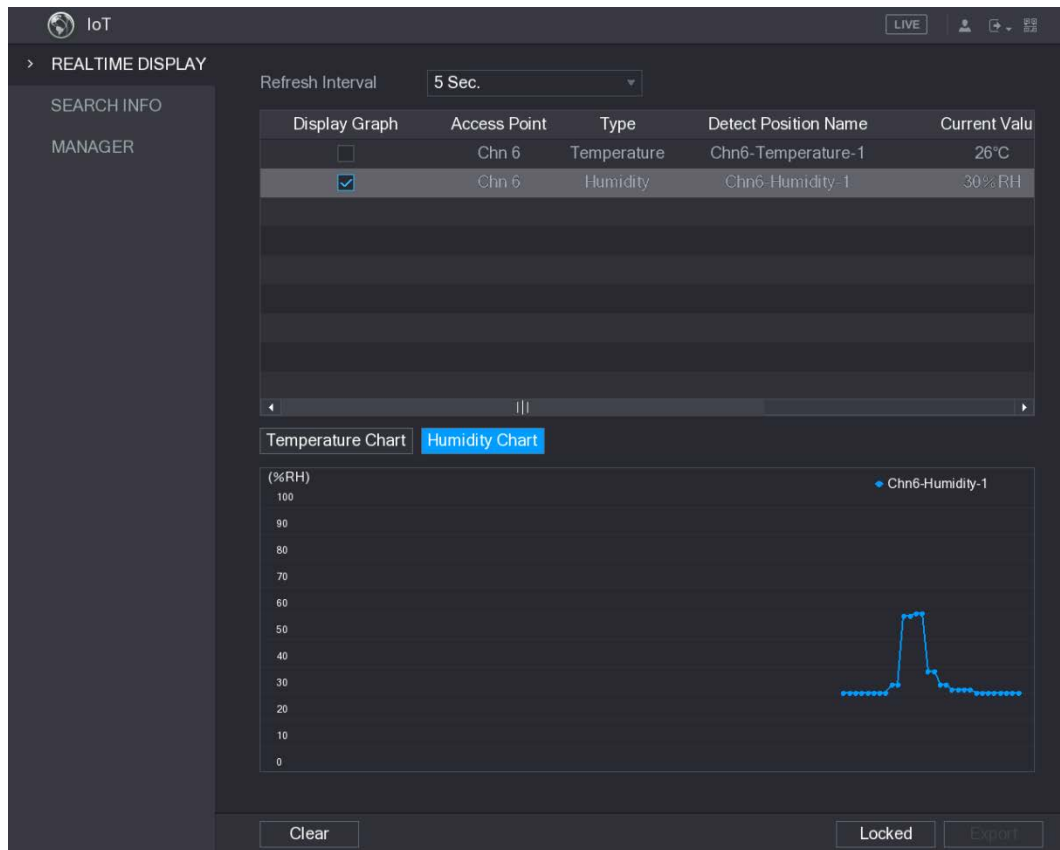 IoT LIVE
REALTIME DISPLAY
SEARCH INFO
MANAGER
Refresh Interval 5 Sec.
Display Graph Access Point Type Detect Position Name Current Valu
Chn 6 Temperature Chn6-Temperature-1 26°C
Chn 6 Humidity Chn6-Humidity-1 30%RH
Temperature Chart Humidity Chart
(%RH)
Chn6-Humidity-1
100
90
80
70
60
50
40
30
20
10
0
Clear Locked Export